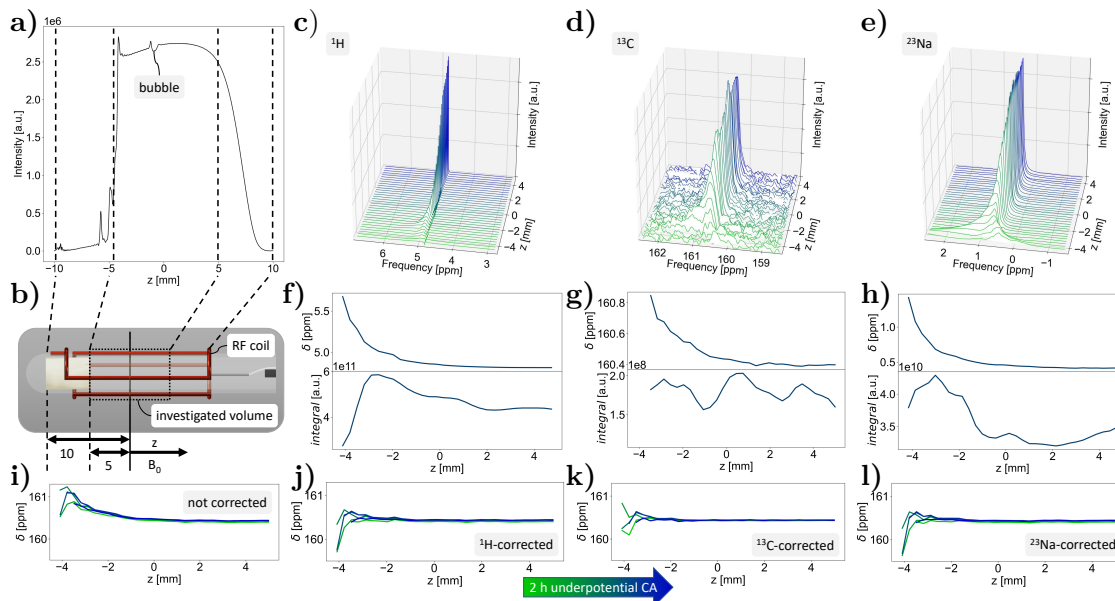 a)
1e6
Intensity [a.u.]
2.5
2.0
1.5
1.0
0.5
0.0
bubble
−10
−5
0
5
10
z [mm]
b)
RF coil
investigated volume
10
z
5
B0
c)
1H
Intensity [a.u.]
4
2
0
−2
−4
z [mm]
6
5
4
3
Frequency [ppm]
d)
13C
Intensity [a.u.]
4
2
0
−2
−4
z [mm]
162
161
160
159
Frequency [ppm]
e)
23Na
Intensity [a.u.]
4
2
0
−2
−4
z [mm]
2
1
0
−1
Frequency [ppm]
f)
δ [ppm]
5.5
5.0
1e11
integral [a.u.]
6
4
−4
−2
0
2
4
z [mm]
g)
δ [ppm]
160.8
160.6
160.4
1e8
integral [a.u.]
2.0
1.5
−4
−2
0
2
4
z [mm]
h)
δ [ppm]
1.0
0.5
1e10
integral [a.u.]
4.0
3.5
−4
−2
0
2
4
z [mm]
i)
δ [ppm]
161
160
not corrected
−4
−2
0
2
4
z [mm]
j)
δ [ppm]
161
160
1H-corrected
−4
−2
0
2
4
z [mm]
k)
δ [ppm]
161
160
13C-corrected
−4
−2
0
2
4
z [mm]
l)
δ [ppm]
161
160
23Na-corrected
−4
−2
0
2
4
z [mm]
2 h underpotential CA